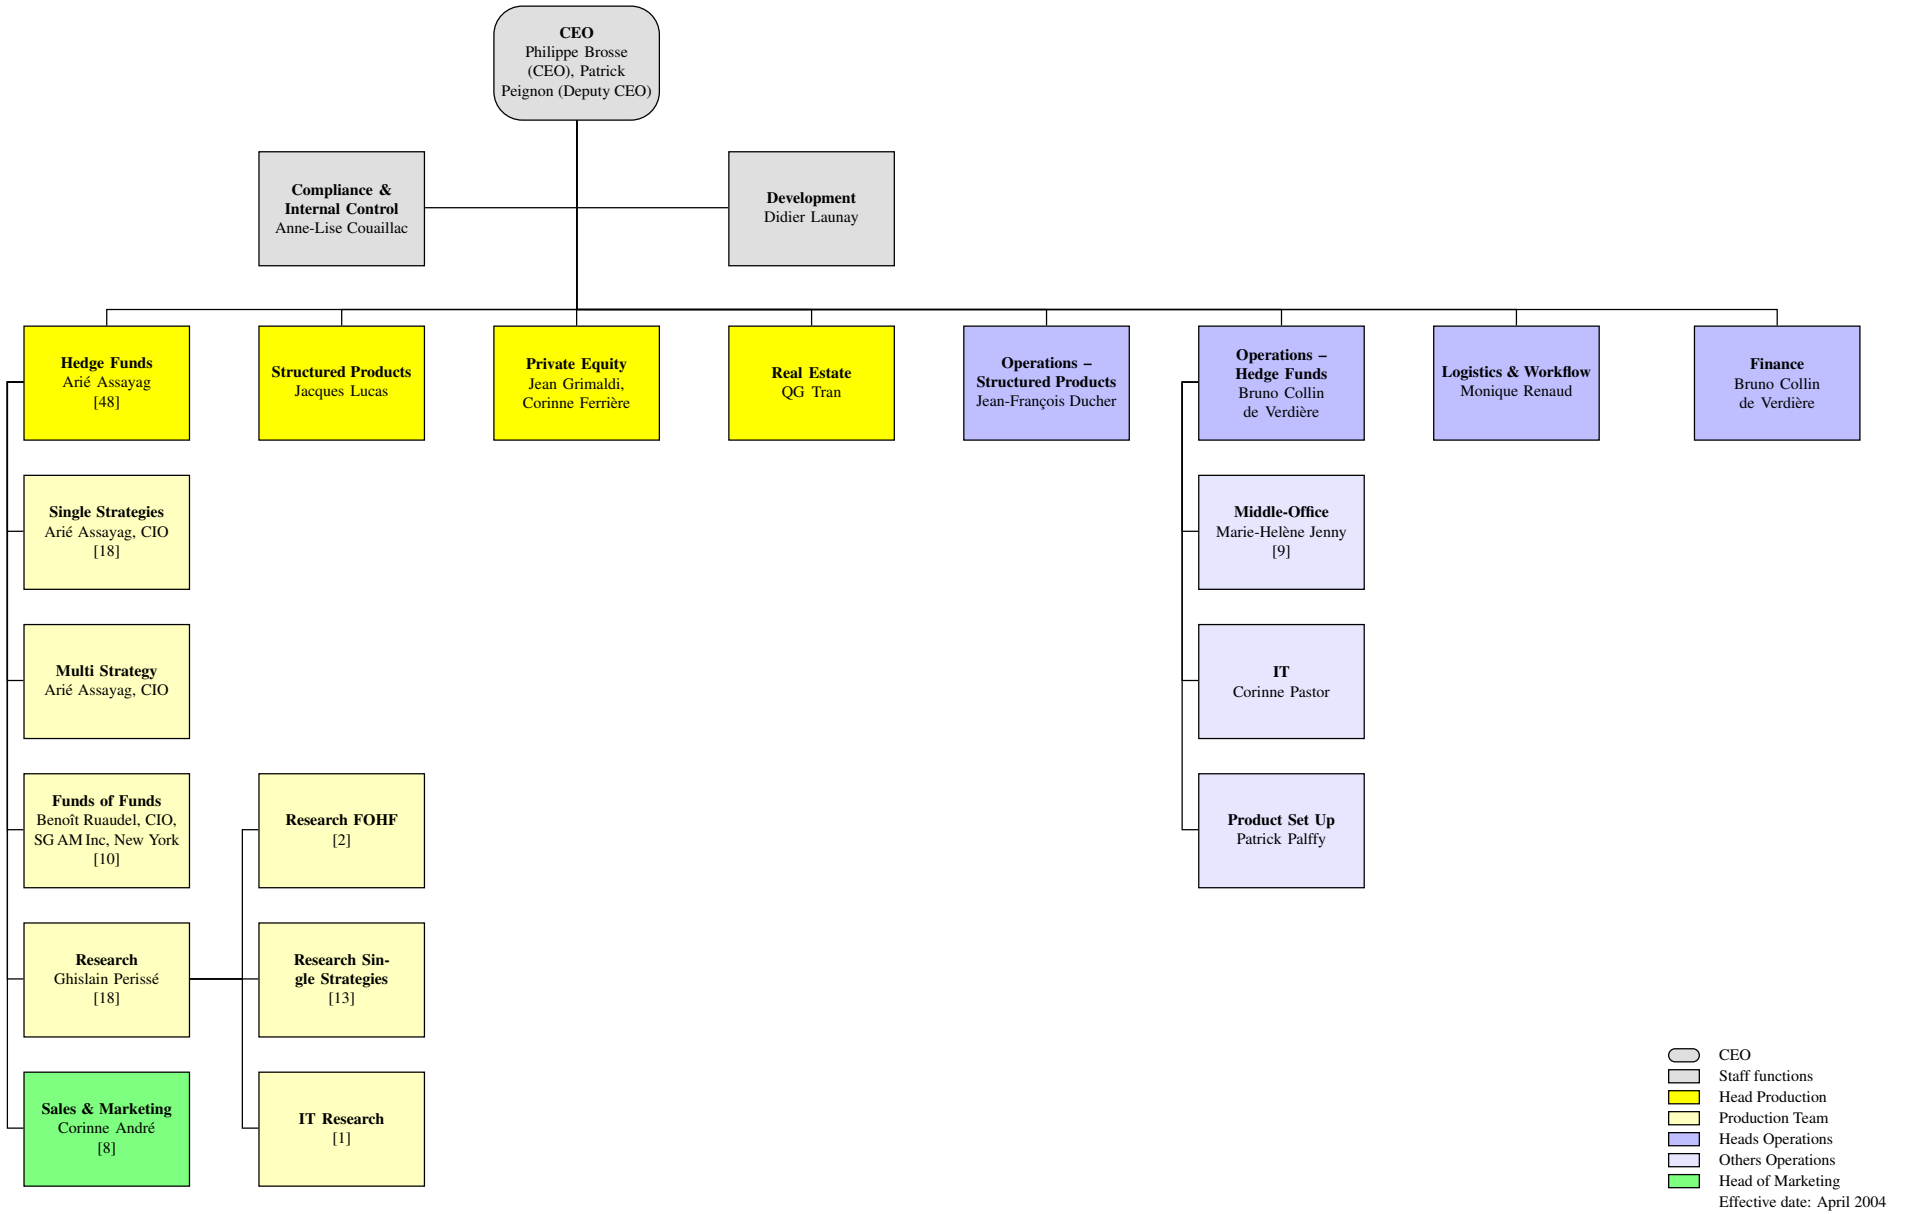 CEO
Philippe Brosse
(CEO), Patrick
Peignon (Deputy CEO)
Compliance &
Internal Control
Anne-Lise Couaillac
Development
Didier Launay
Hedge Funds
Arié Assayag
[48]
Structured Products
Jacques Lucas
Private Equity
Jean Grimaldi,
Corinne Ferrière
Real Estate
QG Tran
Operations –
Structured Products
Jean-François Ducher
Operations –
Hedge Funds
Bruno Collin
de Verdière
Logistics & Workflow
Monique Renaud
Finance
Bruno Collin
de Verdière
Single Strategies
Arié Assayag, CIO
[18]
Middle-Office
Marie-Helène Jenny
[9]
Multi Strategy
Arié Assayag, CIO
IT
Corinne Pastor
Funds of Funds
Benoît Ruaudel, CIO,
SG AM Inc, New York
[10]
Research FOHF
[2]
Product Set Up
Patrick Palffy
Research
Ghislain Perissé
[18]
Research Sin-
gle Strategies
[13]
Sales & Marketing
Corinne André
[8]
IT Research
[1]
CEO
Staff functions
Head Production
Production Team
Heads Operations
Others Operations
Head of Marketing
Effective date: April 2004